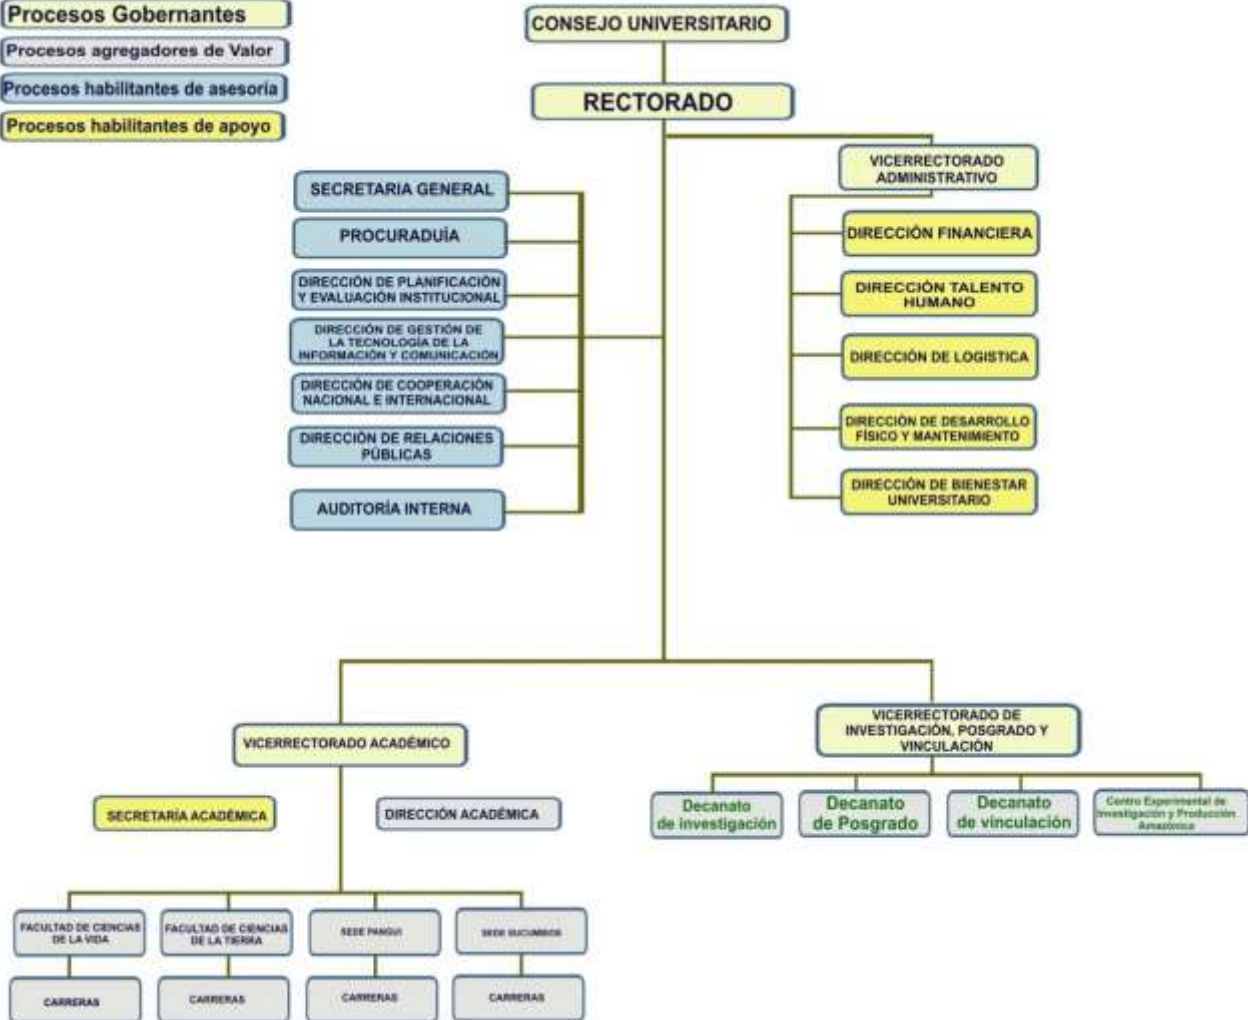 Procesos Gobernantes
Procesos agregadores de Valor
Procesos habilitantes de asesoría
Procesos habilitantes de apoyo
CONSEJO UNIVERSITARIO
RECTORADO
VICERRECTORADO
ADMINISTRATIVO
SECRETARIA GENERAL
PROCURADUÍA
DIRECCIÓN DE PLANIFICACIÓN
Y EVALUACIÓN INSTITUCIONAL
DIRECCIÓN DE GESTIÓN DE
LA TECNOLOGÍA DE LA
INFORMACIÓN Y COMUNICACIÓN
DIRECCIÓN DE COOPERACIÓN
NACIONAL E INTERNACIONAL
DIRECCIÓN DE RELACIONES
PÚBLICAS
AUDITORÍA INTERNA
DIRECCIÓN FINANCIERA
DIRECCIÓN TALENTO
HUMANO
DIRECCIÓN DE LOGISTICA
DIRECCIÓN DE DESARROLLO
FÍSICO Y MANTENIMIENTO
DIRECCIÓN DE BIENESTAR
UNIVERSITARIO
VICERRECTORADO ACADÉMICO
SECRETARÍA ACADÉMICA
DIRECCIÓN ACADÉMICA
FACULTAD DE CIENCIAS
DE LA VIDA
FACULTAD DE CIENCIAS
DE LA TIERRA
SEDE PANGUI
SEDE SUCUMBIOS
CARRERAS
CARRERAS
CARRERAS
CARRERAS
VICERRECTORADO DE
INVESTIGACIÓN, POSGRADO Y
VINCULACIÓN
Decanato
de investigación
Decanato
de Posgrado
Decanato
de vinculación
Centro Experimental de
Investigación y Producción
Amazónica